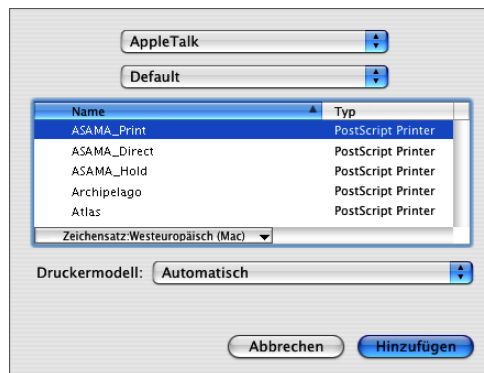 AppleTalk
Default
Name Typ
ASAMA_Print PostScript Printer
ASAMA_Direct PostScript Printer
ASAMA_Hold PostScript Printer
Archipelago PostScript Printer
Atlas PostScript Printer
Zeichensatz:Westeuropäisch (Mac)
Druckermodell: Automatisch
Abbrechen Hinzufügen